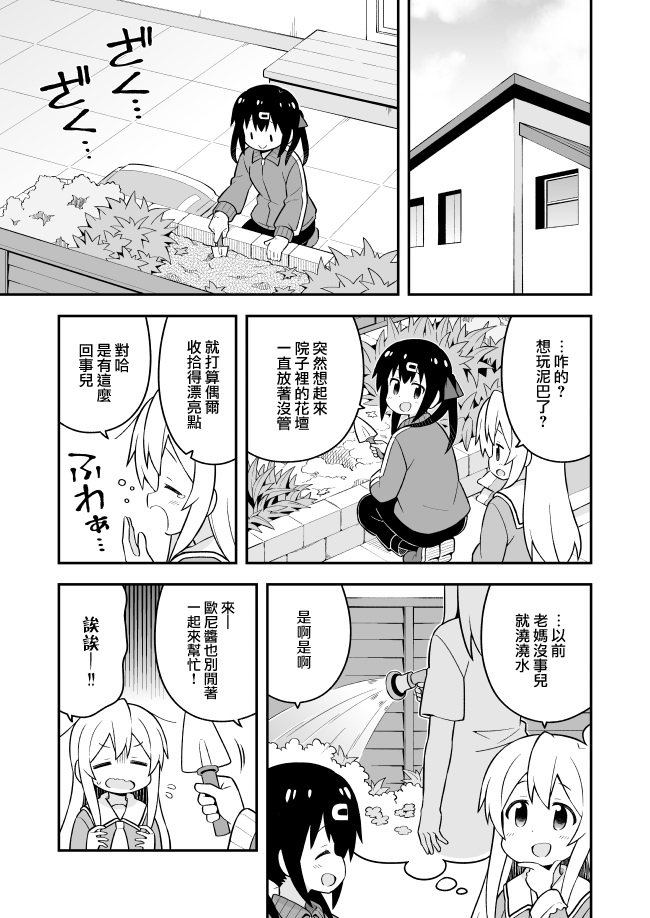 ざく…
ざく…
…咋的?
想玩泥巴了?
突然想起來
院子裡的花壇
一直放著沒管
就打算偶爾
收拾得漂亮點
對哈
是有這麼
回事兒
ふわぁ…
…以前
老媽沒事兒
就澆澆水
是啊是啊
來—
歐尼醬也別閒著
一起來幫忙!
誒誒—!!